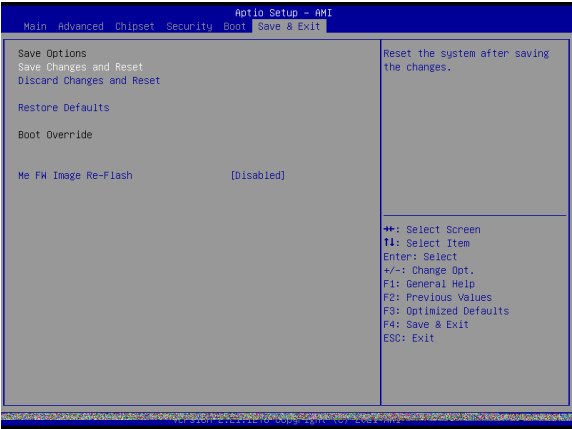 Aptio Setup – AMI
Main Advanced Chipset Security Boot Save & Exit
Save Options
Save Changes and Reset
Discard Changes and Reset
Restore Defaults
Boot Override
Me FW Image Re-Flash [Disabled]
Reset the system after saving
the changes.
→←: Select Screen
↑↓: Select Item
Enter: Select
+/-: Change Opt.
F1: General Help
F2: Previous Values
F3: Optimized Defaults
F4: Save & Exit
ESC: Exit